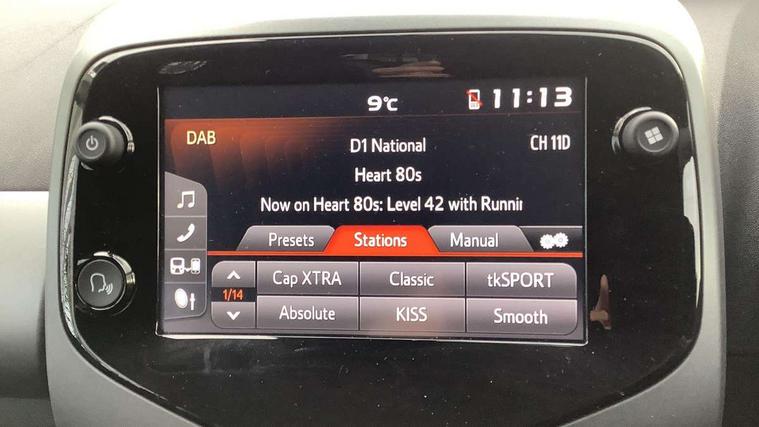 9°C 11:13
DAB D1 National CH 11D
Heart 80s
Now on Heart 80s: Level 42 with Runnin
Presets Stations Manual
Cap XTRA Classic tkSPORT
1/14
Absolute KISS Smooth